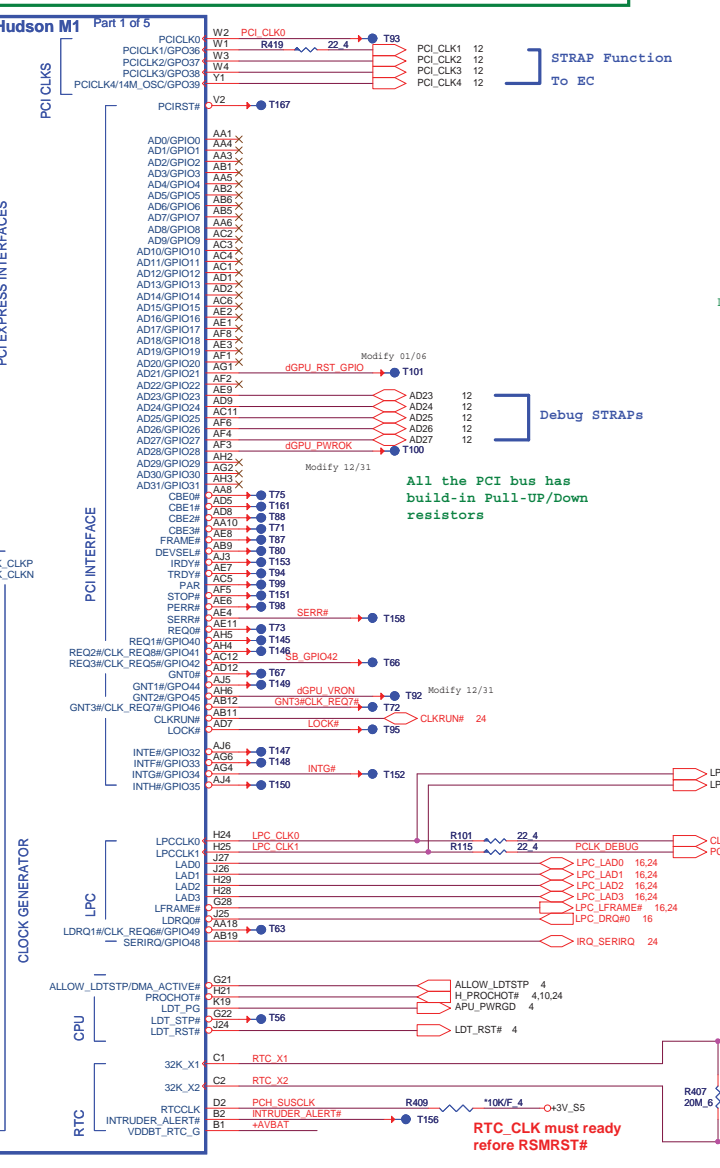 Hudson M1 Part 1 of 5
PCI CLKS
PCICLK0 W2 PCI_CLK0 T93
PCICLK1/GPO36 W1 R419 22_4 PCI_CLK1 12
PCICLK2/GPO37 W3 PCI_CLK2 12
PCICLK3/GPO38 W4 PCI_CLK3 12
PCICLK4/14M_OSC/GPO39 Y1 PCI_CLK4 12
STRAP Function
To EC
PCIRST# V2 T167
PCI EXPRESS INTERFACES
PCI INTERFACE
AD0/GPIO0 AA1
AD1/GPIO1 AA4
AD2/GPIO2 AA3
AD3/GPIO3 AB1
AD4/GPIO4 AA5
AD5/GPIO5 AB2
AD6/GPIO6 AB6
AD7/GPIO7 AB5
AD8/GPIO8 AA6
AD9/GPIO9 AC2
AD10/GPIO10 AC3
AD11/GPIO11 AC4
AD12/GPIO12 AC1
AD13/GPIO13 AD1
AD14/GPIO14 AD2
AD15/GPIO15 AC6
AD16/GPIO16 AE2
AD17/GPIO17 AE1
AD18/GPIO18 AF8
AD19/GPIO19 AE3
AD20/GPIO20 AF1
Modify 01/06
AD21/GPIO21 AG1 dGPU_RST_GPIO T101
AD22/GPIO22 AF2
AD23/GPIO23 AE9 AD23 12
AD24/GPIO24 AD9 AD24 12
AD25/GPIO25 AC11 AD25 12
AD26/GPIO26 AF6 AD26 12
AD27/GPIO27 AF4 AD27 12
Debug STRAPs
AD28/GPIO28 AF3 dGPU_PWROK T100
AD29/GPIO29 AH2
Modify 12/31
AD30/GPIO30 AG2
AD31/GPIO31 AH3
All the PCI bus has
build-in Pull-UP/Down
resistors
CBE0# AA8 T75
CBE1# AD5 T161
CBE2# AD8 T88
CBE3# AA10 T71
FRAME# AE8 T87
DEVSEL# AB9 T80
IRDY# AJ3 T153
TRDY# AE7 T94
PAR AC5 T99
STOP# AF5 T151
PERR# AE6 T98
SERR# AE4 SERR# T158
REQ0# AE11 T73
REQ1#/GPIO40 AH5 T145
REQ2#/CLK_REQ8#/GPIO41 AH4 T146
REQ3#/CLK_REQ5#/GPIO42 AC12 SB_GPIO42 T66
GNT0# AD12 T67
GNT1#/GPO44 AJ5 T149
GNT2#/GPO45 AH6 dGPU_VRON T92 Modify 12/31
GNT3#/CLK_REQ7#/GPIO46 AB12 GNT3#CLK_REQ7# T72
CLKRUN# AB11 CLKRUN# 24
LOCK# AD7 LOCK# T95
_CLKP
_CLKN
INTE#/GPIO32 AJ6 T147
INTF#/GPIO33 AG6 T148
INTG#/GPIO34 AG4 INTG# T152
INTH#/GPIO35 AJ4 T150
LP
LP
CLOCK GENERATOR
LPC
LPCCLK0 H24 LPC_CLK0 R101 22_4 CL
LPCCLK1 H25 LPC_CLK1 R115 22_4 PCLK_DEBUG PC
LAD0 J27 LPC_LAD0 16,24
LAD1 J26 LPC_LAD1 16,24
LAD2 H29 LPC_LAD2 16,24
LAD3 H28 LPC_LAD3 16,24
LFRAME# G28 LPC_LFRAME# 16,24
LDRQ0# J25 LPC_DRQ#0 16
LDRQ1#/CLK_REQ6#/GPIO49 AA18 T63
SERIRQ/GPIO48 AB19 IRQ_SERIRQ 24
CPU
ALLOW_LDTSTP/DMA_ACTIVE# G21 ALLOW_LDTSTP 4
PROCHOT# H21 H_PROCHOT# 4,10,24
LDT_PG K19 APU_PWRGD 4
LDT_STP# G22 T56
LDT_RST# J24 LDT_RST# 4
RTC
32K_X1 C1 RTC_X1
32K_X2 C2 RTC_X2
R407
20M_6
RTCCLK D2 PCH_SUSCLK R409 *10K/F_4 +3V_S5
INTRUDER_ALERT# B2 INTRUDER_ALERT# T156
VDDBT_RTC_G B1 +AVBAT
RTC_CLK must ready
refore RSMRST#